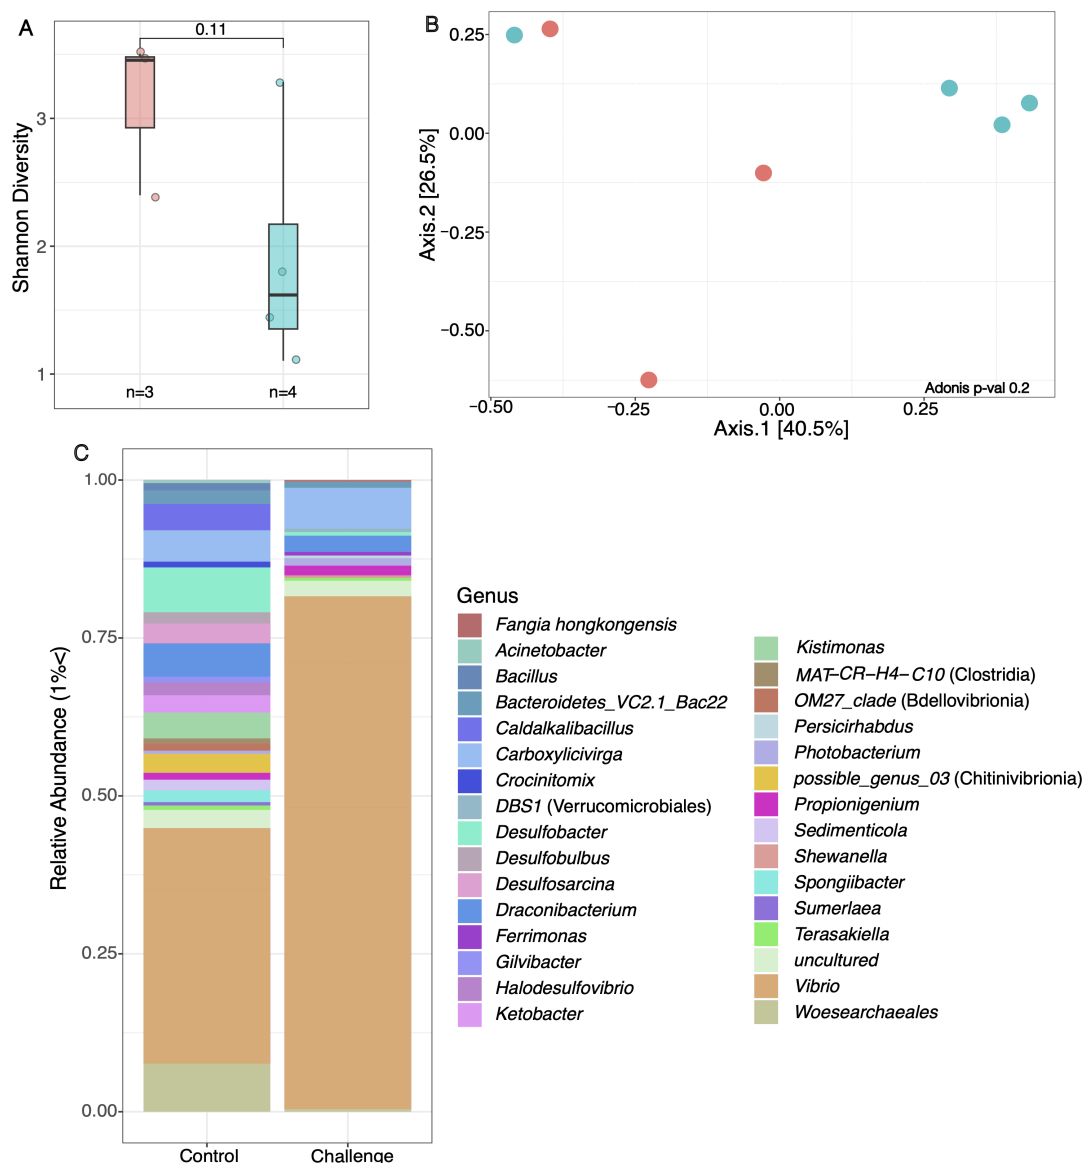 A
0.11
Shannon Diversity
3
2
1
n=3
n=4
B
0.25
0.00
−0.25
−0.50
Axis.2 [26.5%]
Adonis p-val 0.2
−0.50
−0.25
0.00
0.25
Axis.1 [40.5%]
C
1.00
0.75
0.50
0.25
0.00
Relative Abundance (1%<)
Control
Challenge
Genus
Fangia hongkongensis
Acinetobacter
Bacillus
Bacteroidetes_VC2.1_Bac22
Caldalkalibacillus
Carboxylicivirga
Crocinitomix
DBS1 (Verrucomicrobiales)
Desulfobacter
Desulfobulbus
Desulfosarcina
Draconibacterium
Ferrimonas
Gilvibacter
Halodesulfovibrio
Ketobacter
Kistimonas
MAT−CR−H4−C10 (Clostridia)
OM27_clade (Bdellovibrionia)
Persicirhabdus
Photobacterium
possible_genus_03 (Chitinivibrionia)
Propionigenium
Sedimenticola
Shewanella
Spongiibacter
Sumerlaea
Terasakiella
uncultured
Vibrio
Woesearchaeales